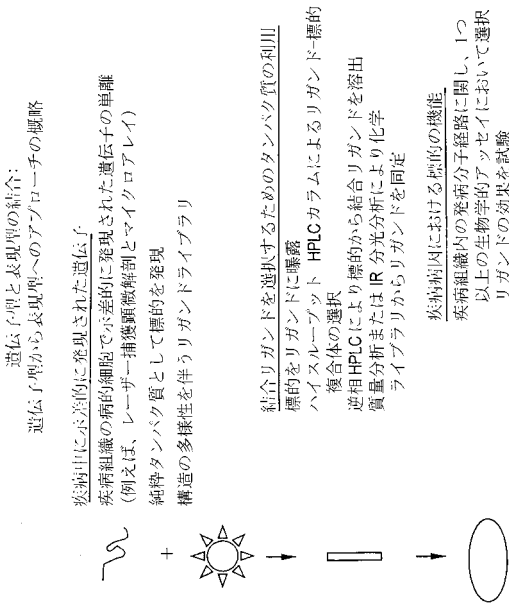 遺伝子型と表現型の結合:
遺伝子型から表現型へのアプローチの概略
疾病中に示差的に発現された遺伝子
疾病組織の病的細胞で示差的に発現された遺伝子の単離
(例えば、レーザー捕獲顕微解剖とマイクロアレイ)
純粋タンパク質として標的を発現
構造の多様性を伴うリガンドライブラリ
+
結合リガンドを選択するためのタンパク質の利用
標的をリガンドに曝露
ハイスループット HPLCカラムによるリガンド-標的
複合体の選択
逆相HPLCにより標的から結合リガンドを溶出
質量分析またはIR分光分析により化学
ライブラリからリガンドを同定
疾病病因における標的の機能
疾病組織内の発病分子経路に関し、1つ
以上の生物学的アッセイにおいて選択
リガンドの効果を試験